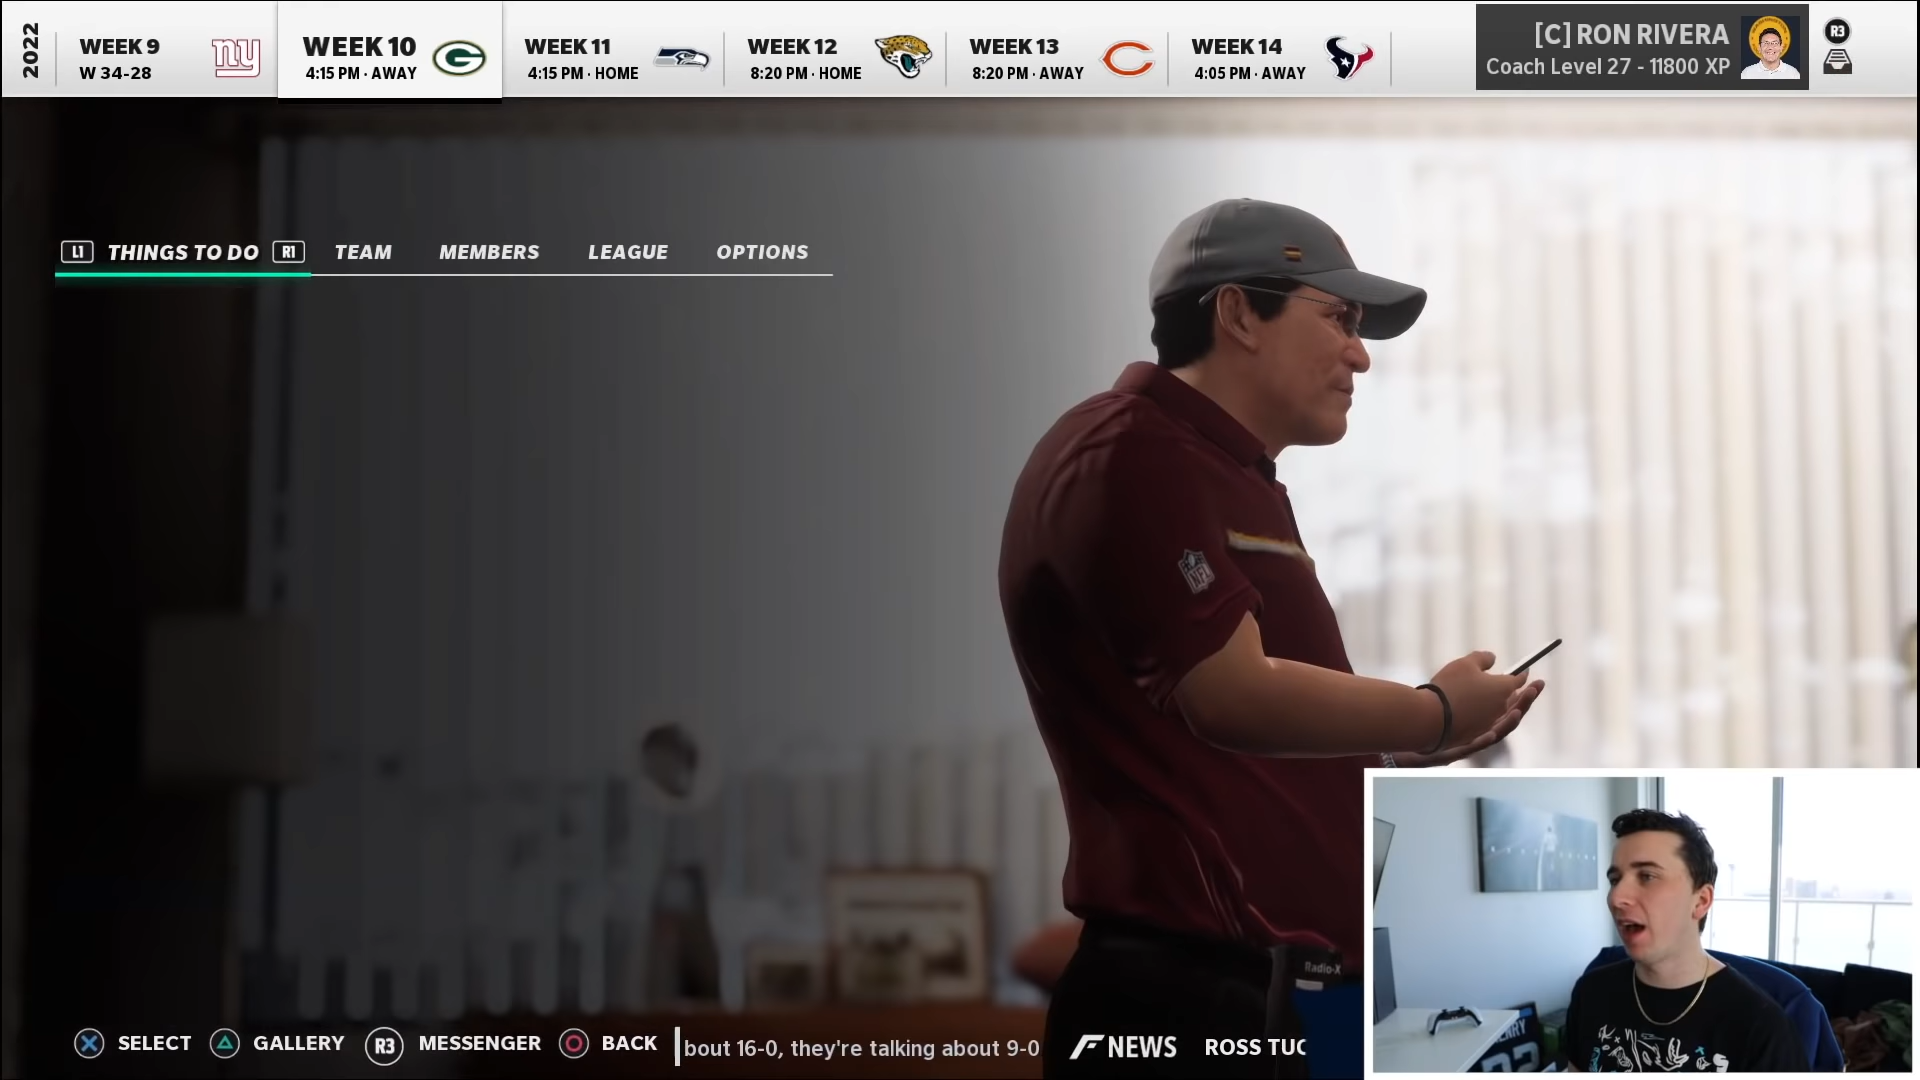 2022
WEEK 9
W 34-28
ny
WEEK 10
4:15 PM · AWAY
G
WEEK 11
4:15 PM · HOME
WEEK 12
8:20 PM · HOME
WEEK 13
8:20 PM · AWAY
C
WEEK 14
4:05 PM · AWAY
[C] RON RIVERA
Coach Level 27 - 11800 XP
R3
L1 THINGS TO DO R1 TEAM MEMBERS LEAGUE OPTIONS
NFL
Radio-X
SELECT GALLERY R3 MESSENGER BACK
bout 16-0, they're talking about 9-0
F NEWS ROSS TUC